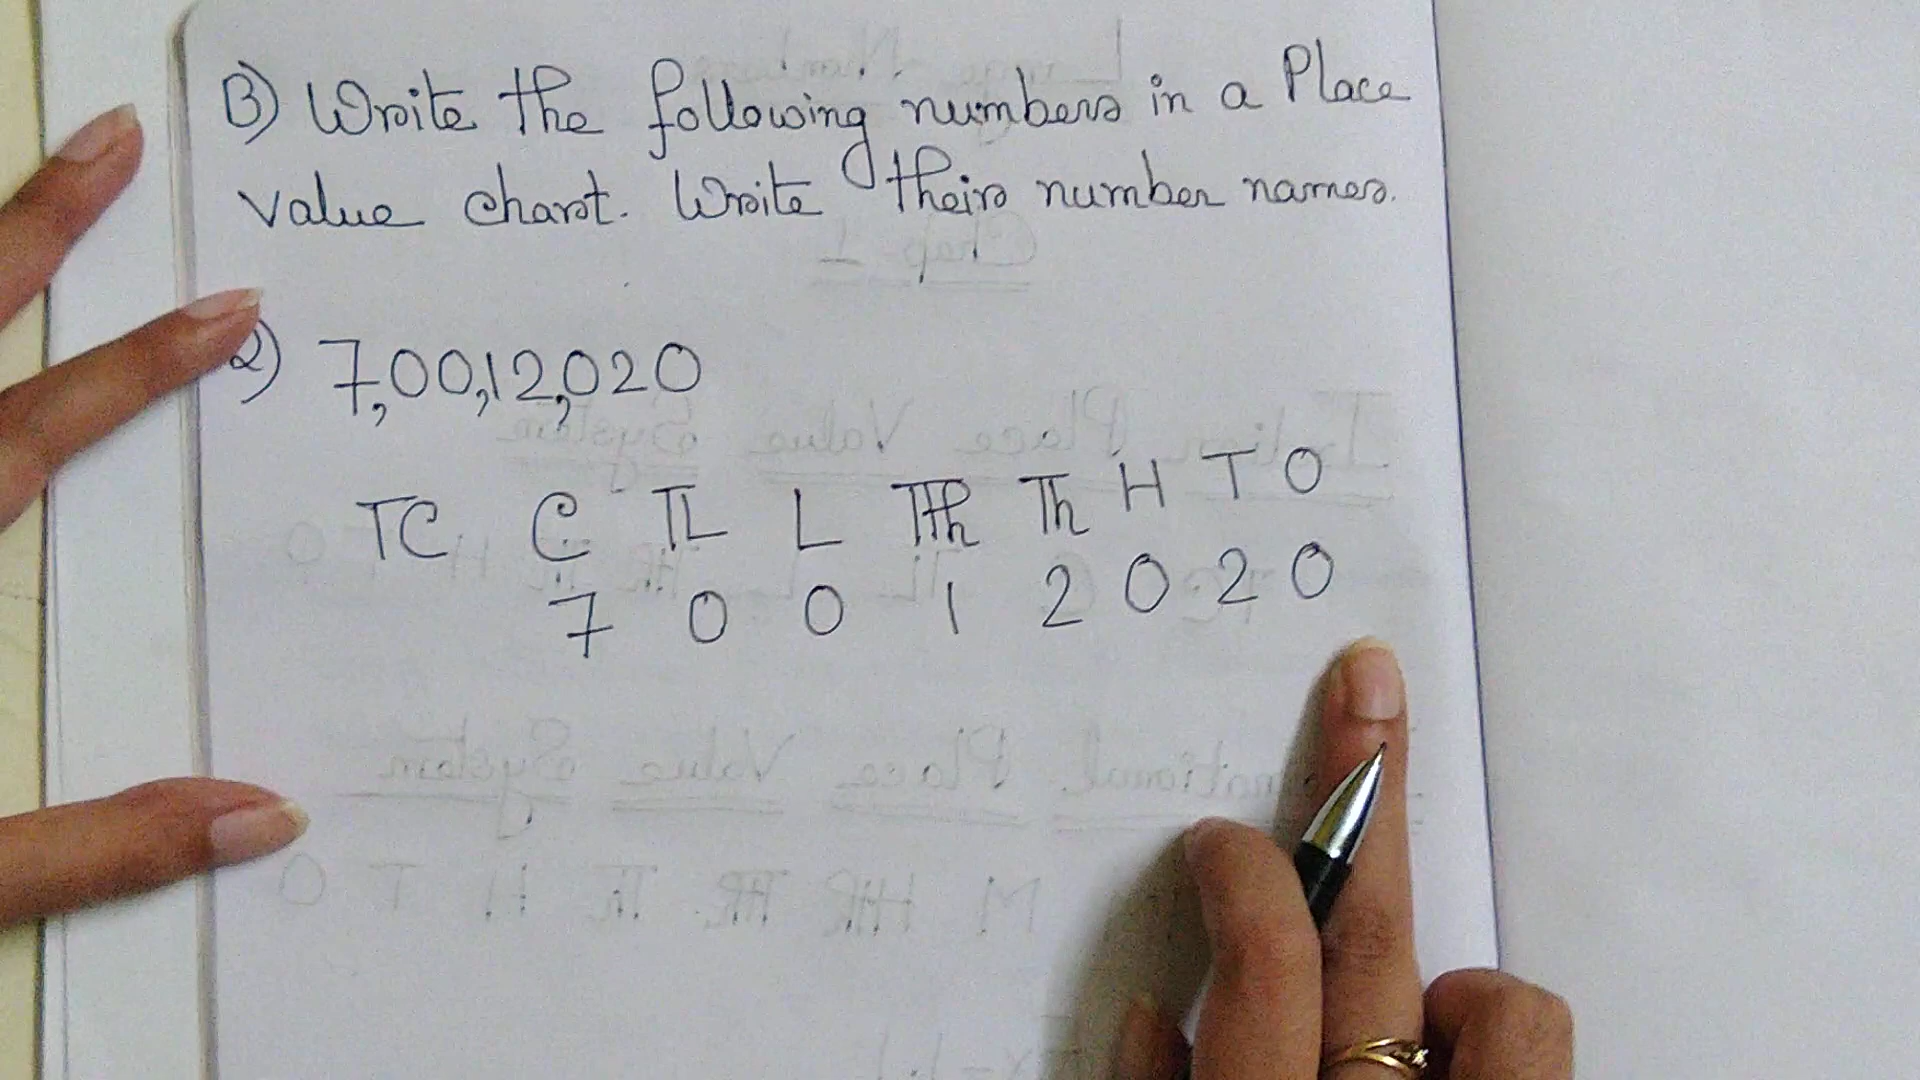 B) Write the following numbers in a Place
value chart. Write their number names.
2) 7,00,12,020
TC C TL L TTh Th H T O
7 0 0 1 2 0 2 0